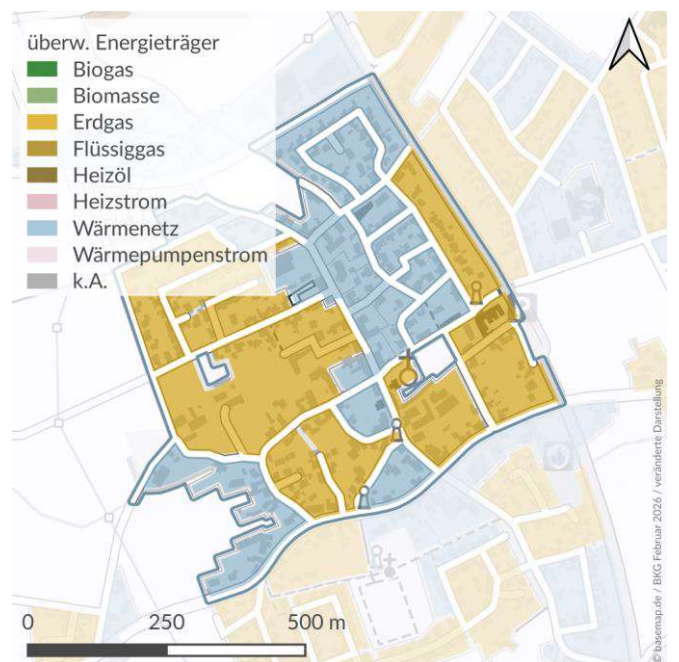 überw. Energieträger
Biogas
Biomasse
Erdgas
Flüssiggas
Heizöl
Heizstrom
Wärmenetz
Wärmepumpenstrom
k.A.
0 250 500 m
© basemap.de / BKG Februar 2026 / veränderte Darstellung